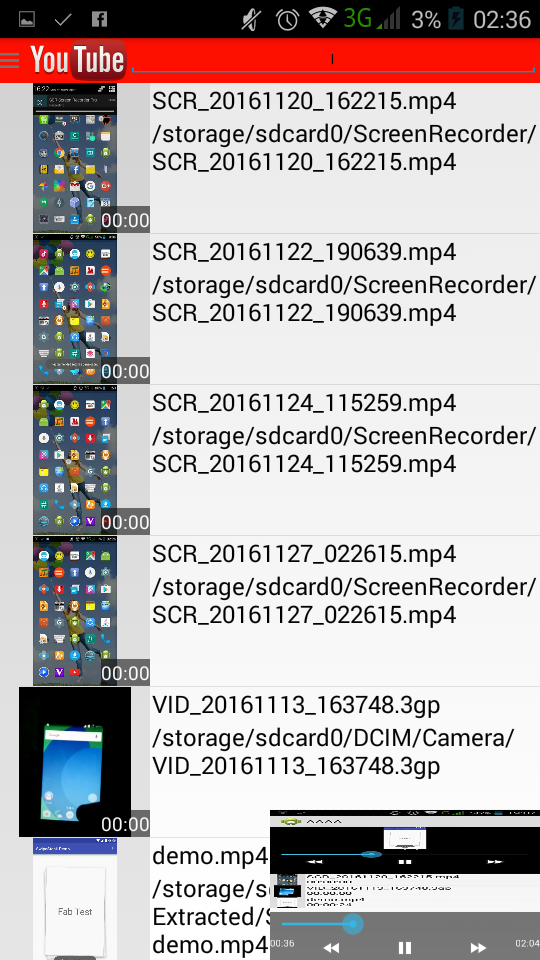 3G 3% 02:36
YouTube
SCR_20161120_162215.mp4
/storage/sdcard0/ScreenRecorder/
SCR_20161120_162215.mp4
00:00
SCR_20161122_190639.mp4
/storage/sdcard0/ScreenRecorder/
SCR_20161122_190639.mp4
00:00
SCR_20161124_115259.mp4
/storage/sdcard0/ScreenRecorder/
SCR_20161124_115259.mp4
00:00
SCR_20161127_022615.mp4
/storage/sdcard0/ScreenRecorder/
SCR_20161127_022615.mp4
00:00
VID_20161113_163748.3gp
/storage/sdcard0/DCIM/Camera/
VID_20161113_163748.3gp
00:00
Fab Test
demo.mp4
Extracted/
demo.mp4
AAAA
demo.mp4
00:36 02:04